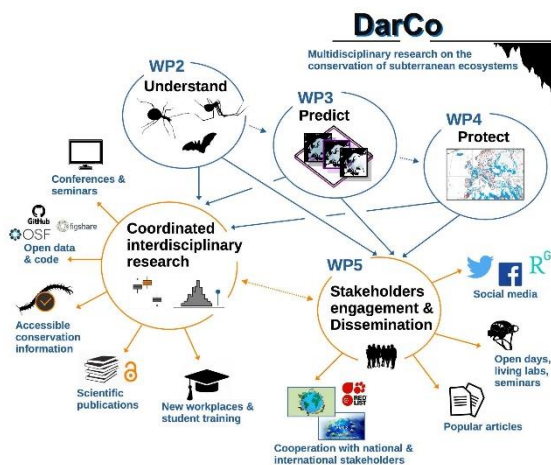 DarCo
Multidisciplinary research on the
conservation of subterranean ecosystems
WP2
Understand
WP3
Predict
WP4
Protect
Conferences &
seminars
GitHub
OSF
figshare
Open data
& code
Coordinated
interdisciplinary
research
WP5
Stakeholders
engagement &
Dissemination
R G
Social media
Accessible
conservation
information
Scientific
publications
New workplaces &
student training
RED
LIST
Cooperation with national &
international stakeholders
Popular articles
Open days,
living labs,
seminars